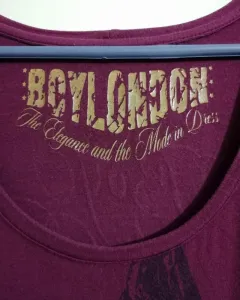 BOYLONDON
The Elegance and the Mode in Dress